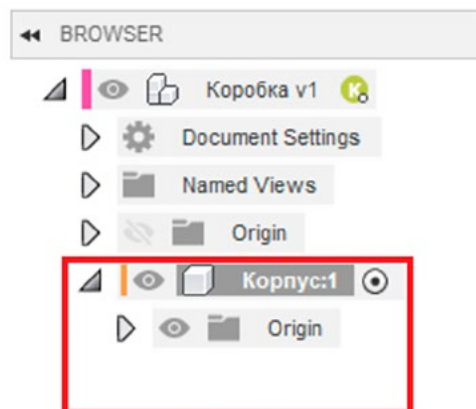 BROWSER
Коробка v1 K
Document Settings
Named Views
Origin
Корпус:1
Origin